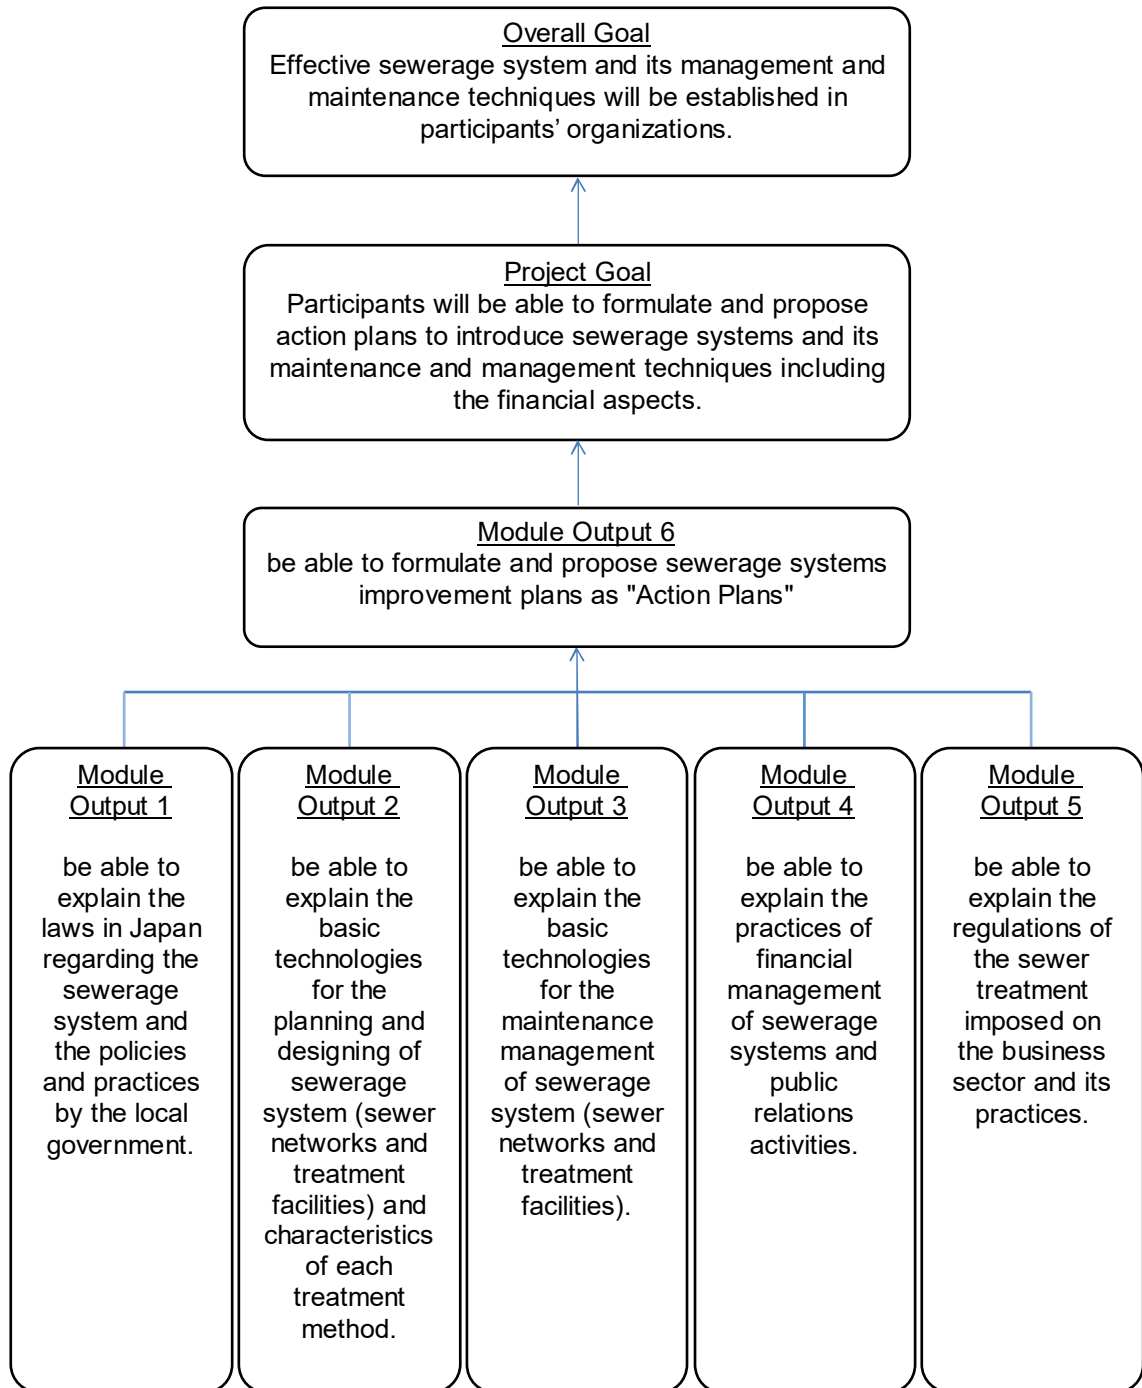 Overall Goal
Effective sewerage system and its management and
maintenance techniques will be established in
participants’ organizations.
Project Goal
Participants will be able to formulate and propose
action plans to introduce sewerage systems and its
maintenance and management techniques including
the financial aspects.
Module Output 6
be able to formulate and propose sewerage systems
improvement plans as "Action Plans"
Module
Output 1
be able to
explain the
laws in Japan
regarding the
sewerage
system and
the policies
and practices
by the local
government.
Module
Output 2
be able to
explain the
basic
technologies
for the
planning and
designing of
sewerage
system (sewer
networks and
treatment
facilities) and
characteristics
of each
treatment
method.
Module
Output 3
be able to
explain the
basic
technologies
for the
maintenance
management
of sewerage
system (sewer
networks and
treatment
facilities).
Module
Output 4
be able to
explain the
practices of
financial
management
of sewerage
systems and
public
relations
activities.
Module
Output 5
be able to
explain the
regulations of
the sewer
treatment
imposed on
the business
sector and its
practices.